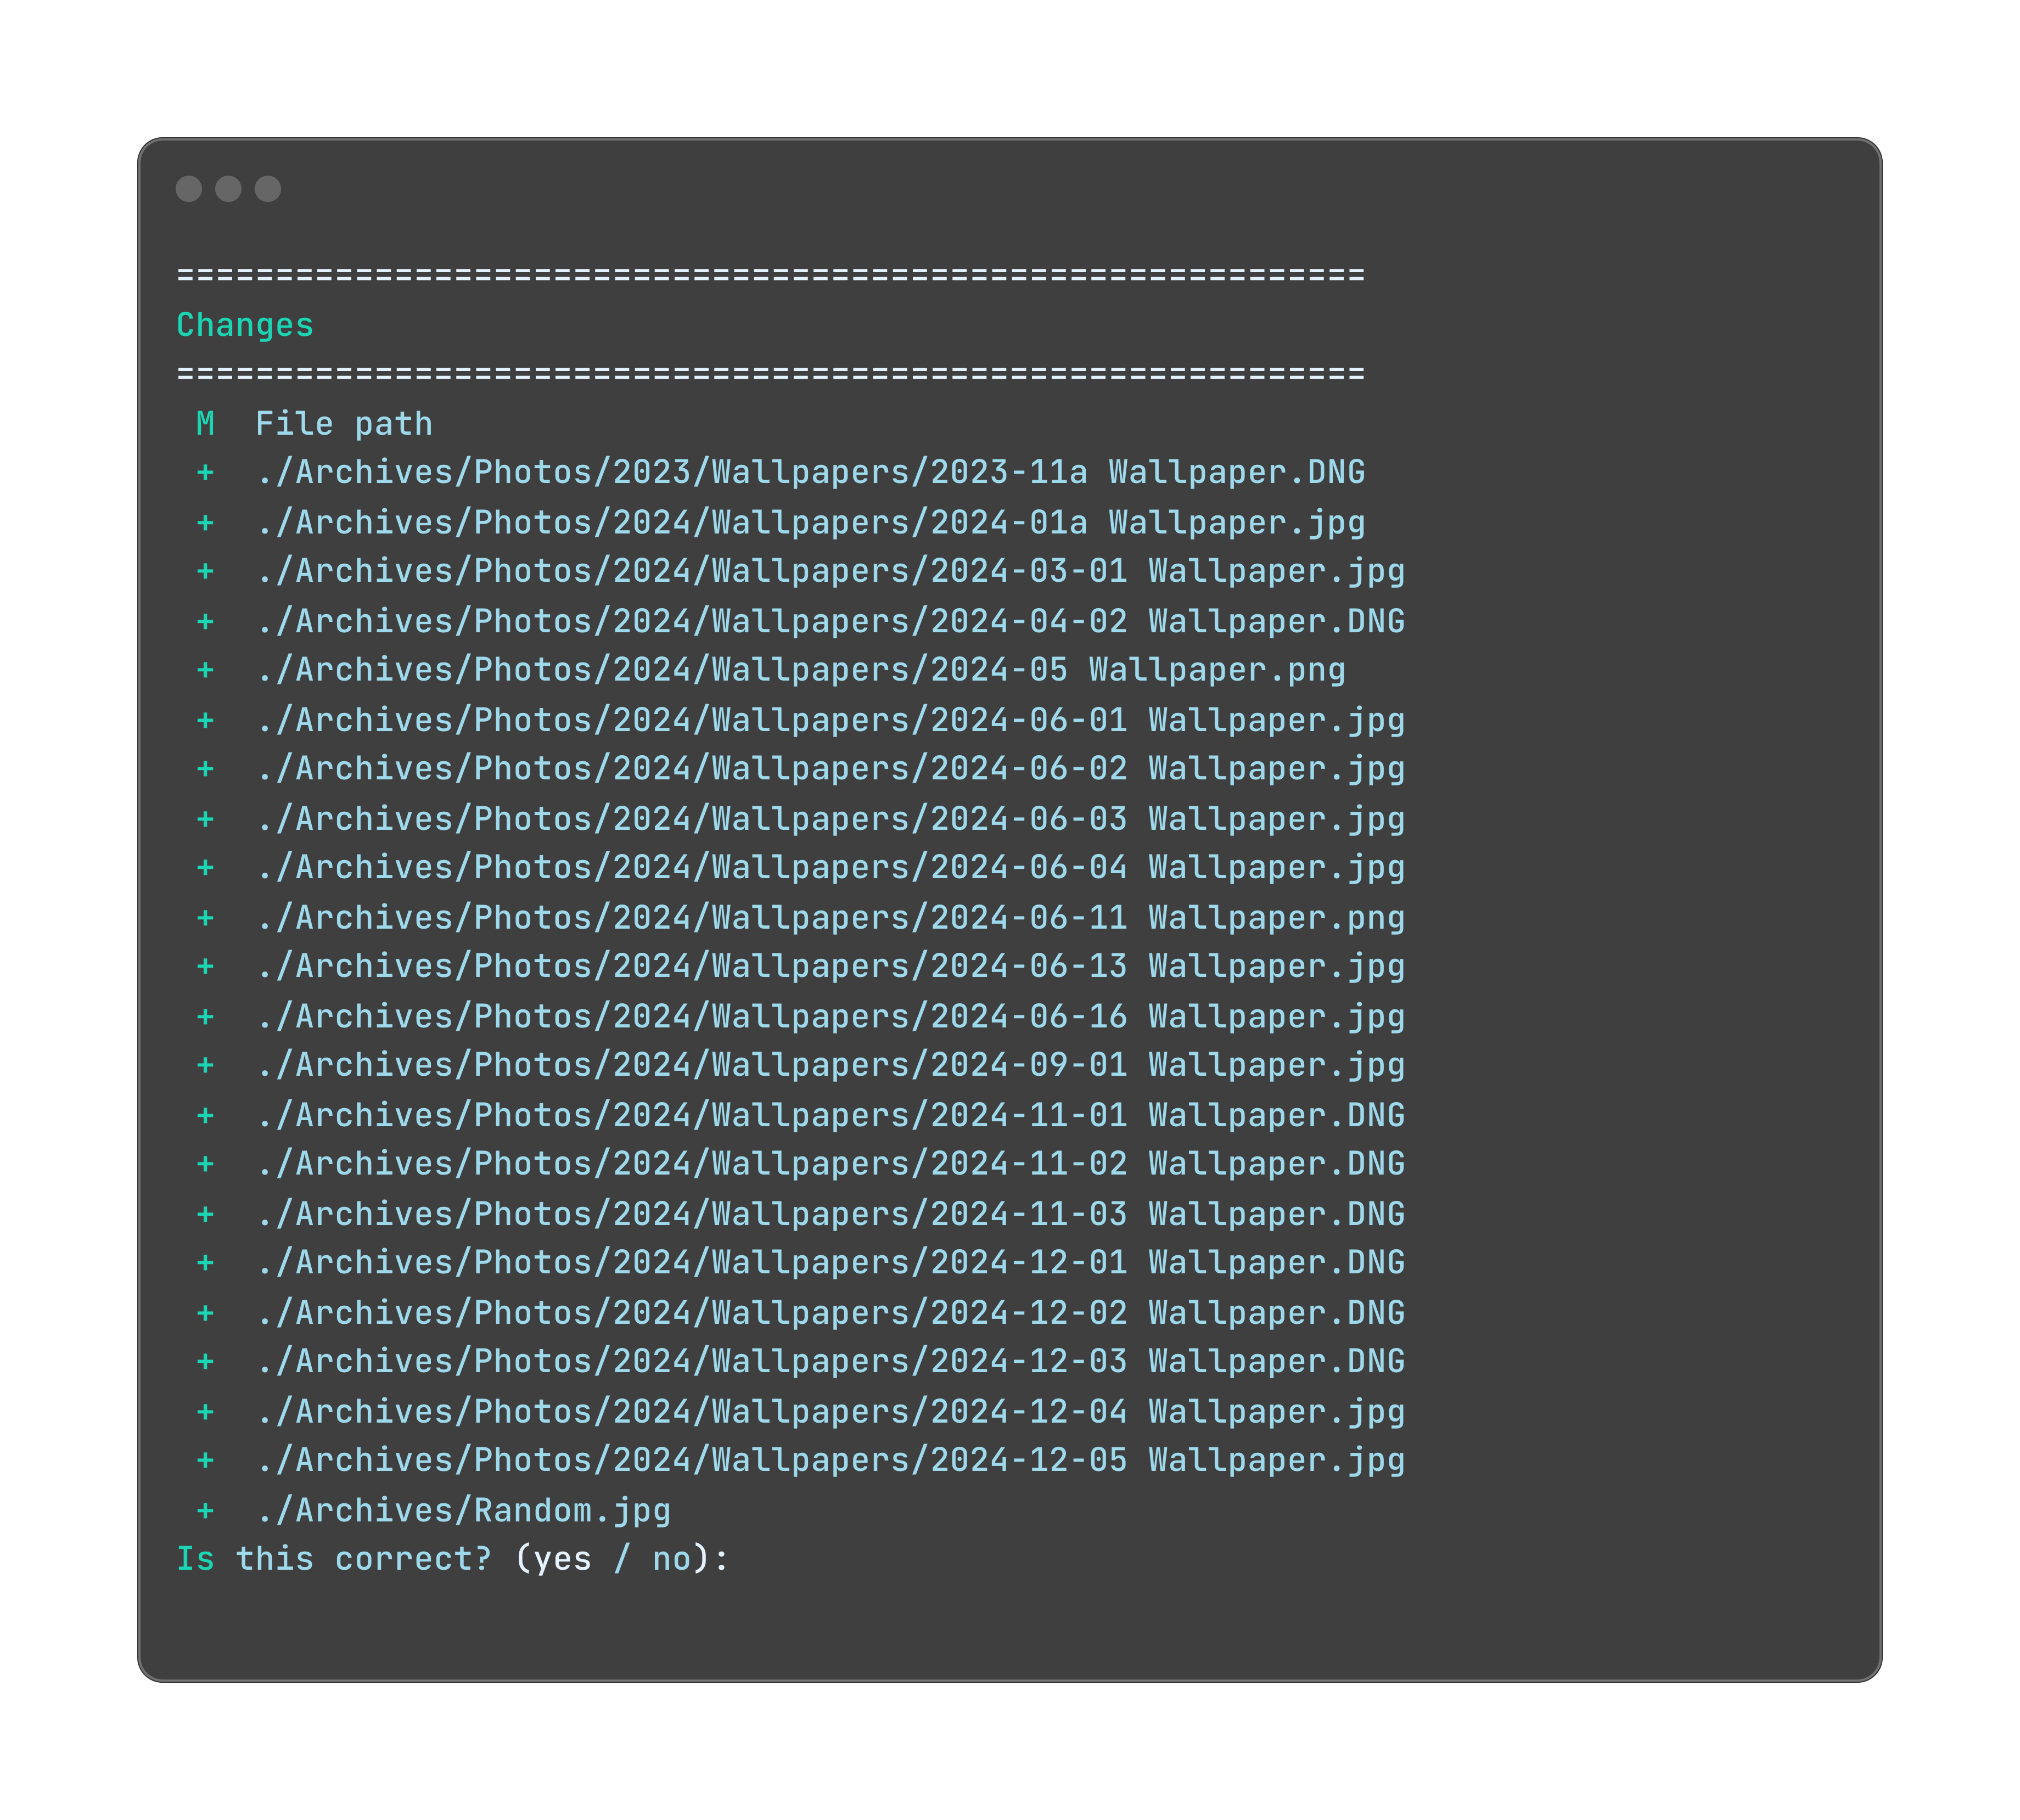 ============================================================
Changes
============================================================
 M  File path
 +  ./Archives/Photos/2023/Wallpapers/2023-11a Wallpaper.DNG
 +  ./Archives/Photos/2024/Wallpapers/2024-01a Wallpaper.jpg
 +  ./Archives/Photos/2024/Wallpapers/2024-03-01 Wallpaper.jpg
 +  ./Archives/Photos/2024/Wallpapers/2024-04-02 Wallpaper.DNG
 +  ./Archives/Photos/2024/Wallpapers/2024-05 Wallpaper.png
 +  ./Archives/Photos/2024/Wallpapers/2024-06-01 Wallpaper.jpg
 +  ./Archives/Photos/2024/Wallpapers/2024-06-02 Wallpaper.jpg
 +  ./Archives/Photos/2024/Wallpapers/2024-06-03 Wallpaper.jpg
 +  ./Archives/Photos/2024/Wallpapers/2024-06-04 Wallpaper.jpg
 +  ./Archives/Photos/2024/Wallpapers/2024-06-11 Wallpaper.png
 +  ./Archives/Photos/2024/Wallpapers/2024-06-13 Wallpaper.jpg
 +  ./Archives/Photos/2024/Wallpapers/2024-06-16 Wallpaper.jpg
 +  ./Archives/Photos/2024/Wallpapers/2024-09-01 Wallpaper.jpg
 +  ./Archives/Photos/2024/Wallpapers/2024-11-01 Wallpaper.DNG
 +  ./Archives/Photos/2024/Wallpapers/2024-11-02 Wallpaper.DNG
 +  ./Archives/Photos/2024/Wallpapers/2024-11-03 Wallpaper.DNG
 +  ./Archives/Photos/2024/Wallpapers/2024-12-01 Wallpaper.DNG
 +  ./Archives/Photos/2024/Wallpapers/2024-12-02 Wallpaper.DNG
 +  ./Archives/Photos/2024/Wallpapers/2024-12-03 Wallpaper.DNG
 +  ./Archives/Photos/2024/Wallpapers/2024-12-04 Wallpaper.jpg
 +  ./Archives/Photos/2024/Wallpapers/2024-12-05 Wallpaper.jpg
 +  ./Archives/Random.jpg
Is this correct? (yes / no):